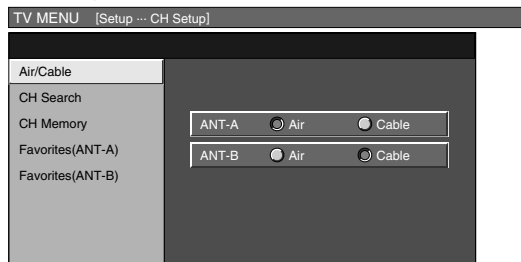 TV MENU [Setup ··· CH Setup]
Air/Cable
CH Search
CH Memory
Favorites(ANT-A)
Favorites(ANT-B)
ANT-A Air Cable
ANT-B Air Cable